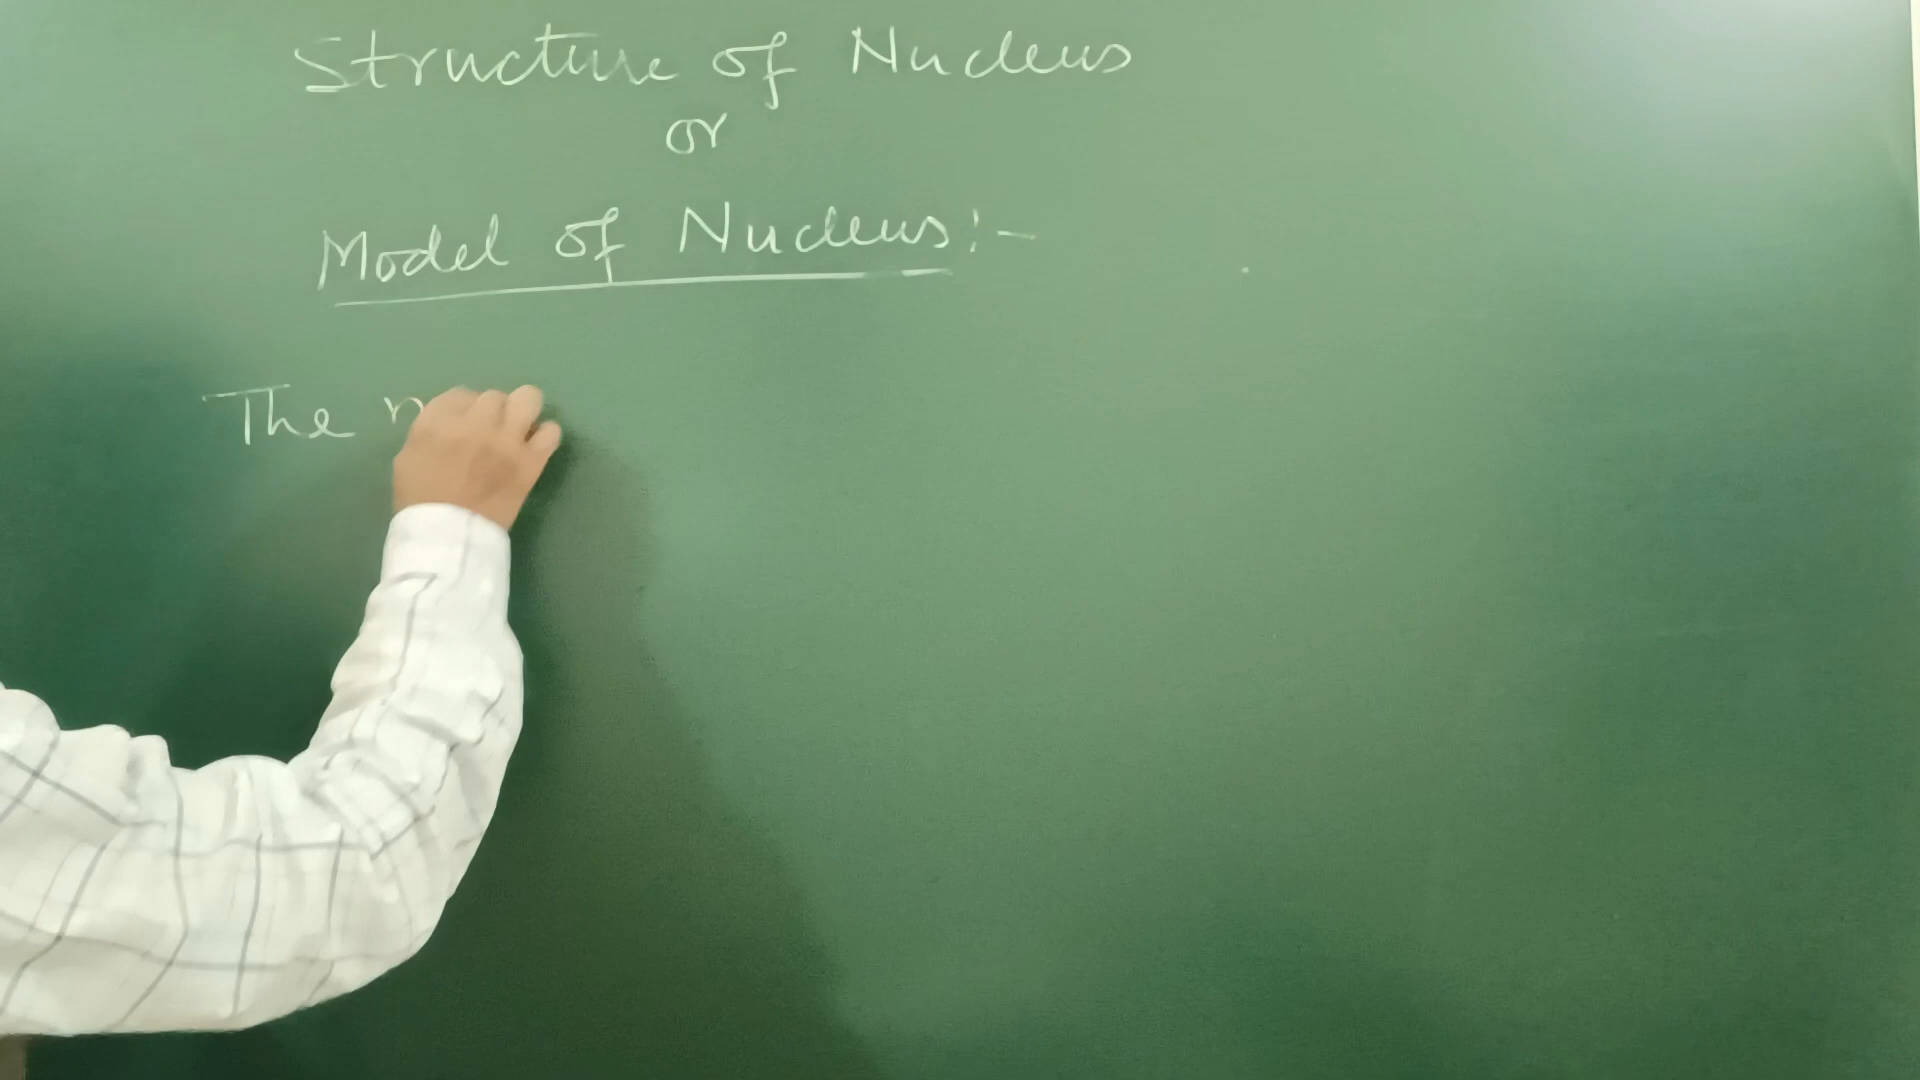 Structure of Nucleus
or
Model of Nucleus:-
The